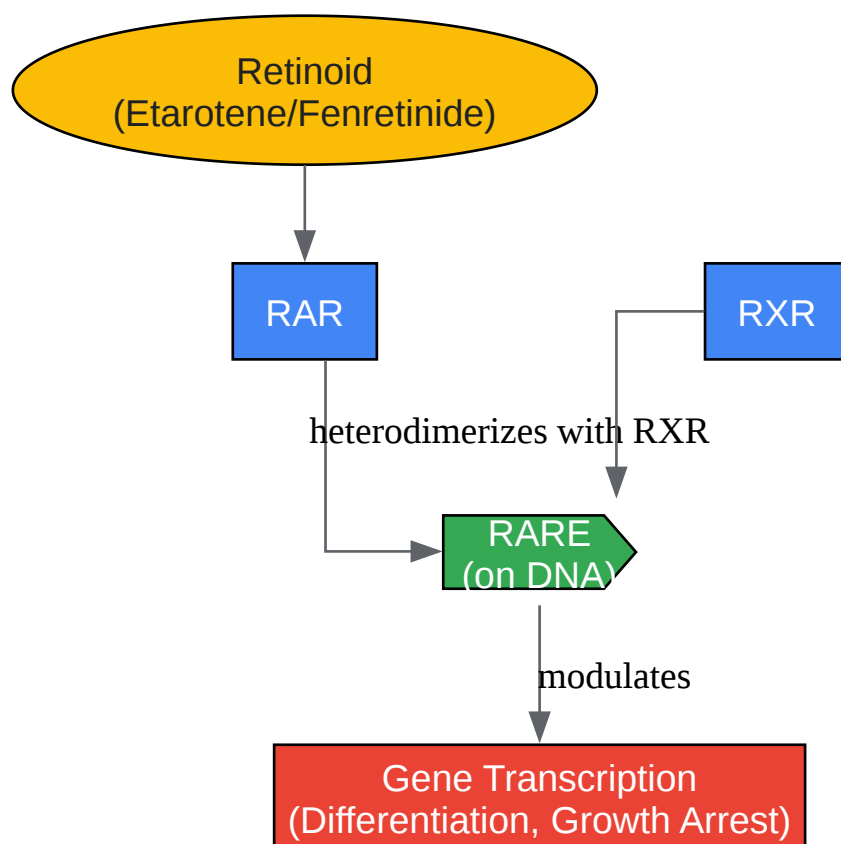 Retinoid
(Etarotene/Fenretinide)
RAR
RXR
heterodimerizes with RXR
RARE
(on DNA)
modulates
Gene Transcription
(Differentiation, Growth Arrest)